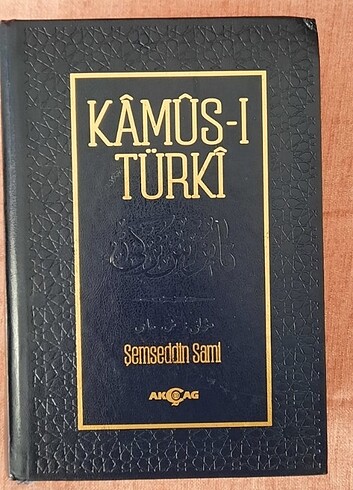 KÂMÛS-I
TÜRKÎ
Şemseddin Sami
AKÇAĞ